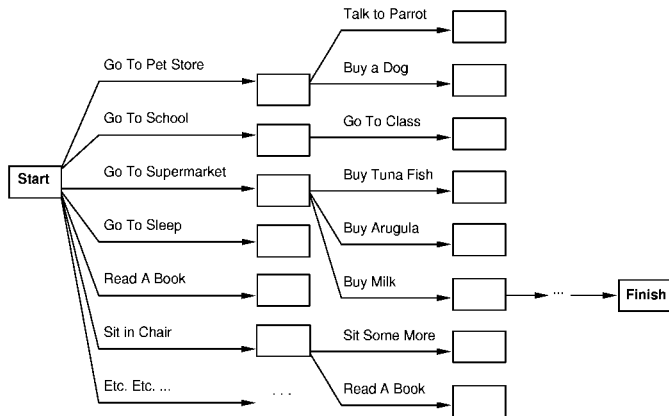 Talk to Parrot
Go To Pet Store
Buy a Dog
Go To School
Go To Class
Start
Go To Supermarket
Buy Tuna Fish
Go To Sleep
Buy Arugula
Read A Book
Buy Milk
...
Finish
Sit in Chair
Sit Some More
Etc. Etc. ...
. . .
Read A Book